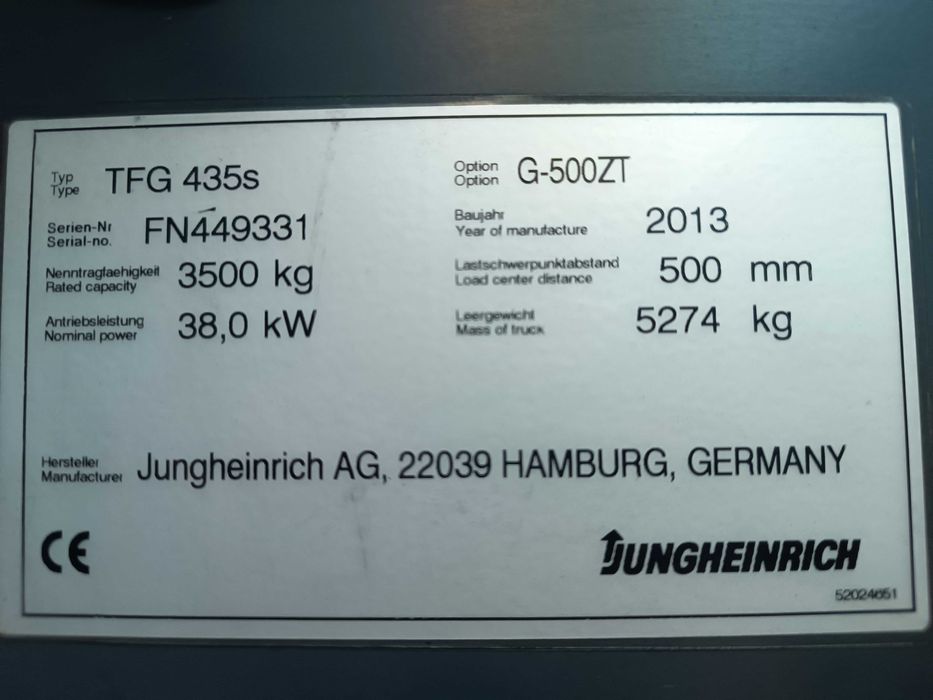 Typ TFG 435s Option G-500ZT
Type Option
Serien-Nr FN449331 Baujahr 2013
Serial-no. Year of manufacture
Nenntragfaehigkeit 3500 kg Lastschwerpunktabstand 500 mm
Rated capacity Load center distance
Antriebsleistung 38,0 kW Leergewicht 5274 kg
Nominal power Mass of truck
Hersteller Jungheinrich AG, 22039 HAMBURG, GERMANY
Manufacturer
CE JUNGHEINRICH
52024651